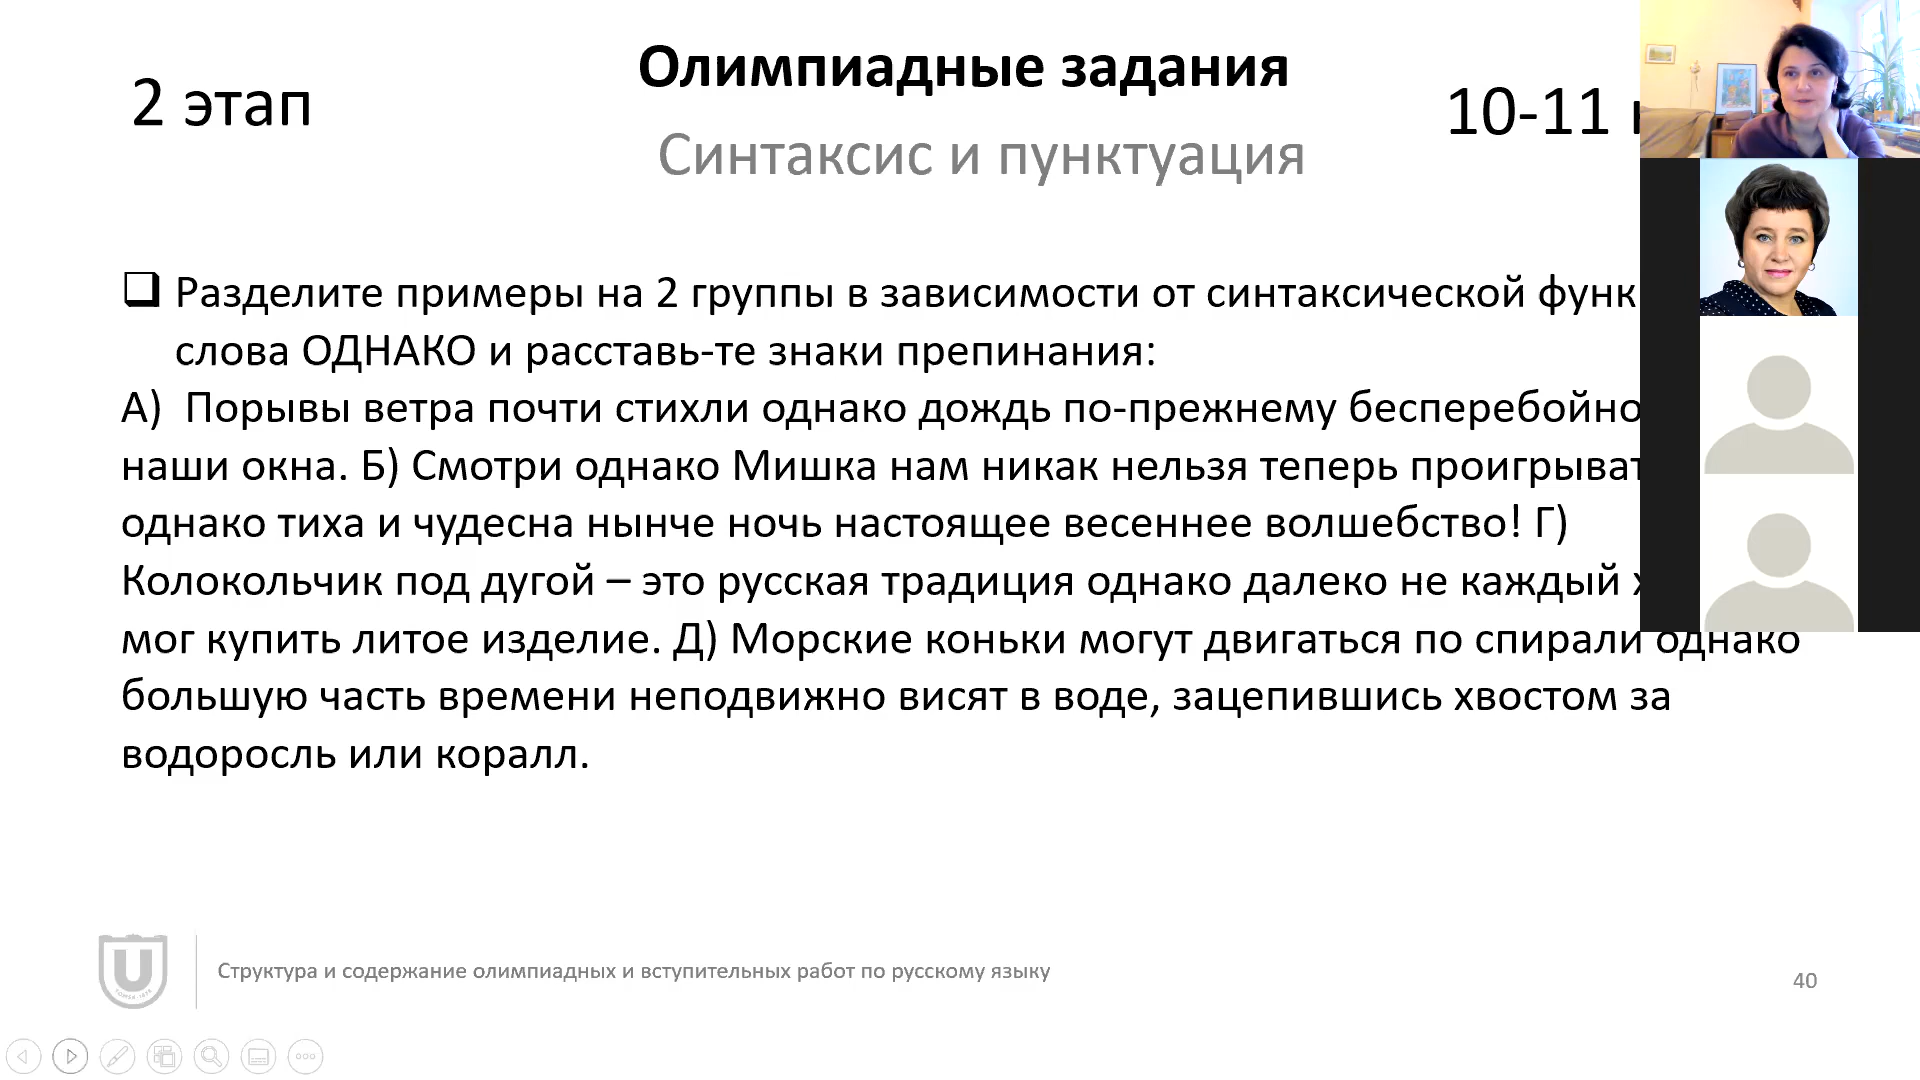 2 этап
Олимпиадные задания
10-11
Синтаксис и пунктуация
Разделите примеры на 2 группы в зависимости от синтаксической
слова ОДНАКО и расставь-те знаки препинания:
А) Порывы ветра почти стихли однако дождь по-прежнему бесперебойно
наши окна. Б) Смотри однако Мишка нам никак нельзя теперь
однако тиха и чудесна нынче ночь настоящее весеннее волшебство! Г)
Колокольчик под дугой – это русская традиция однако далеко не каждый
мог купить литое изделие. Д) Морские коньки могут двигаться по спирали однако
большую часть времени неподвижно висят в воде, зацепившись хвостом за
водоросль или коралл.
Структура и содержание олимпиадных и вступительных работ по русскому языку
40